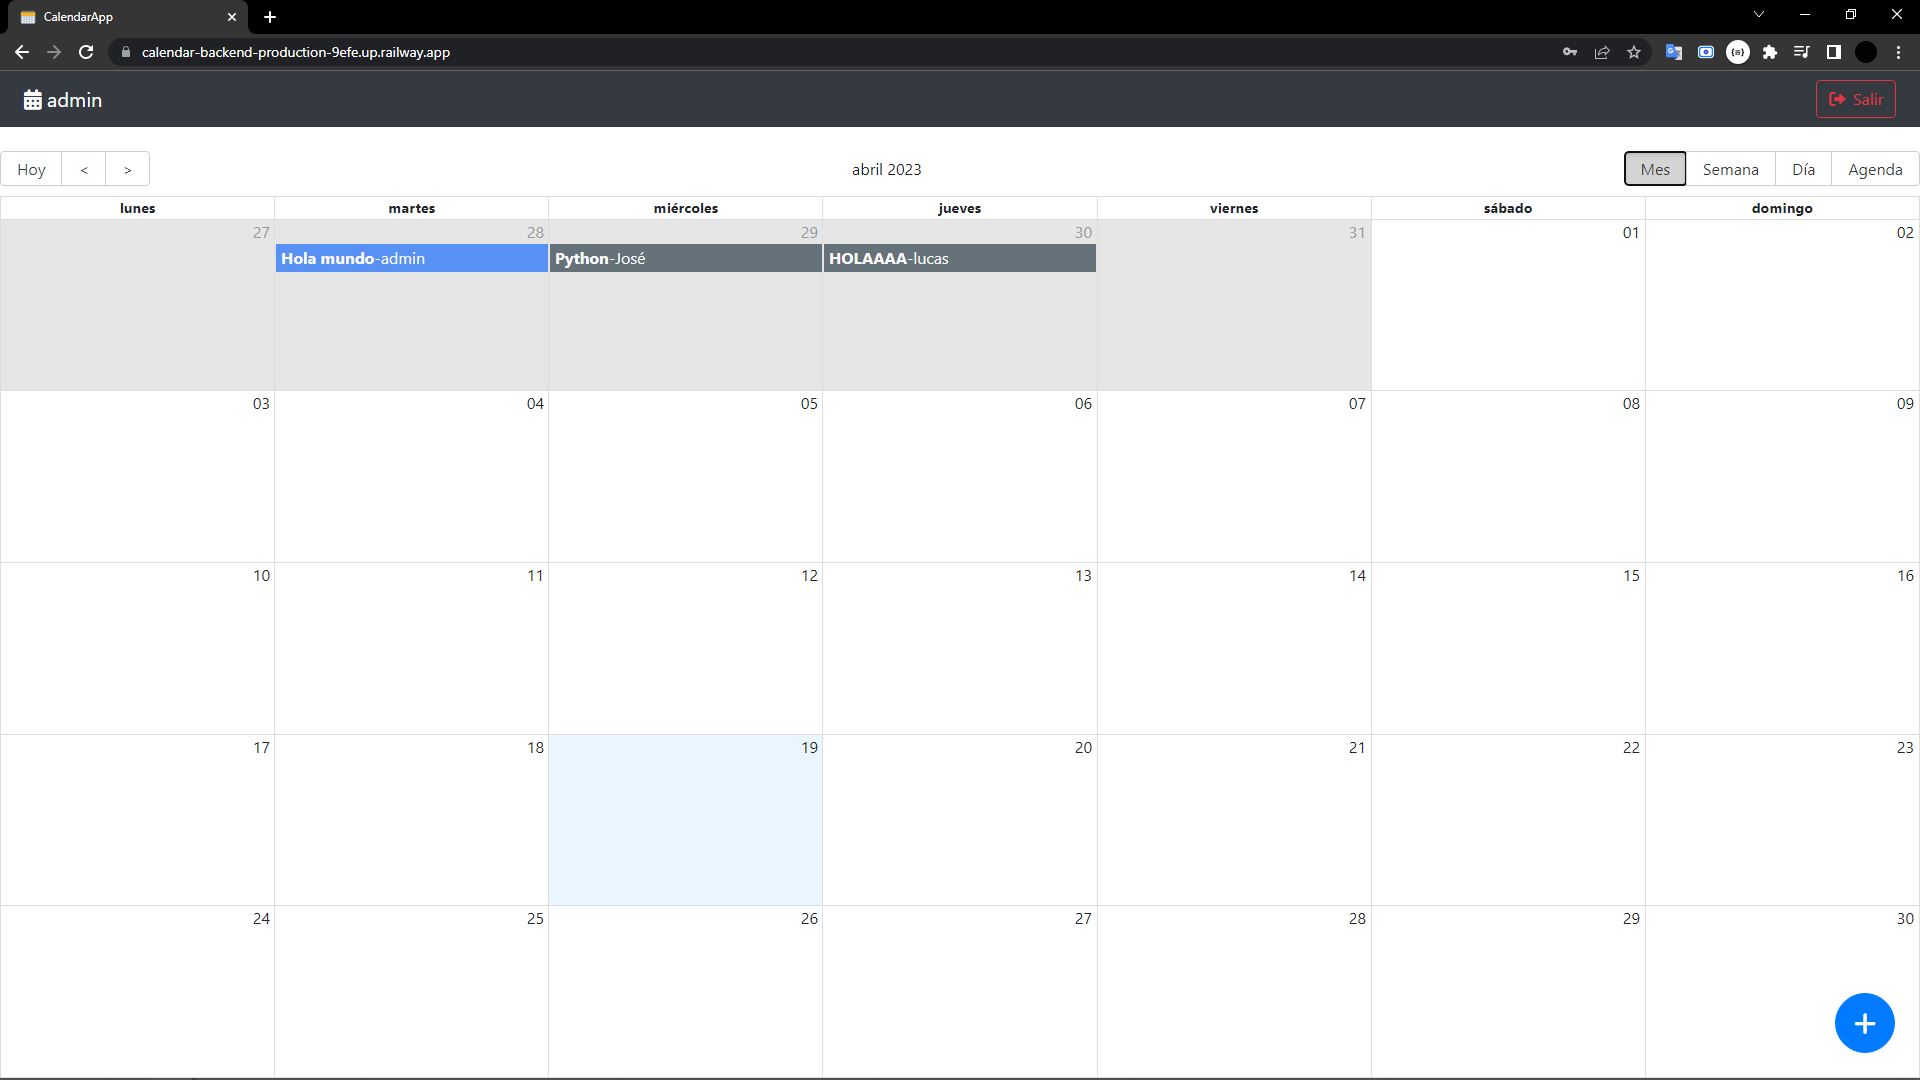 CalendarApp
calendar-backend-production-9efe.up.railway.app
admin
Salir
Hoy < > abril 2023 Mes Semana Día Agenda
lunes martes miércoles jueves viernes sábado domingo
27 28 29 30 31 01 02
Hola mundo-admin Python-José HOLAAAA-lucas
03 04 05 06 07 08 09
10 11 12 13 14 15 16
17 18 19 20 21 22 23
24 25 26 27 28 29 30
+